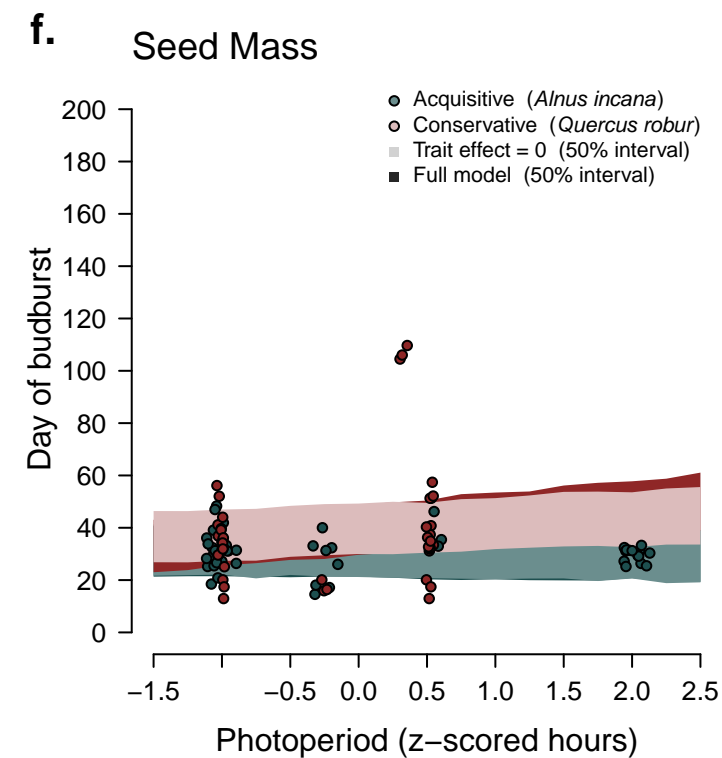 f.
Seed Mass
Acquisitive (Alnus incana)
Conservative (Quercus robur)
Trait effect = 0 (50% interval)
Full model (50% interval)
Day of budburst
200
180
160
140
120
100
80
60
40
20
0
−1.5 −0.5 0.0 0.5 1.0 1.5 2.0 2.5
Photoperiod (z−scored hours)